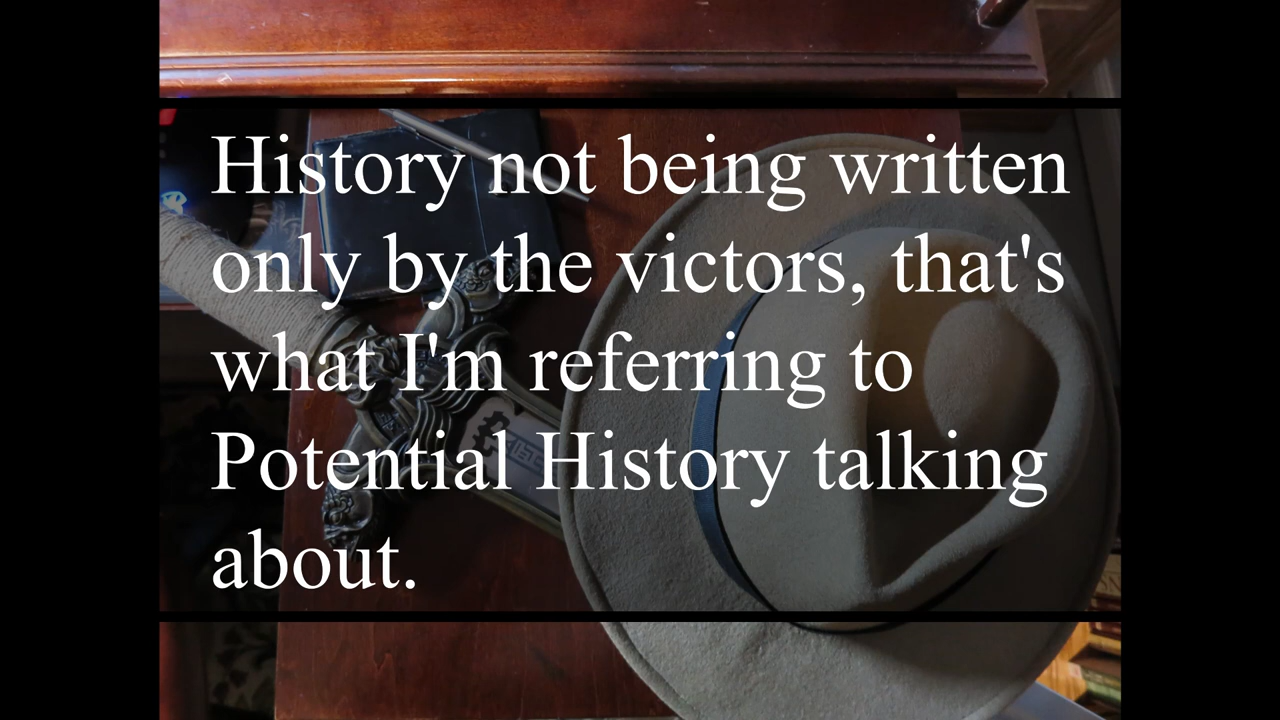 History not being written
only by the victors, that's
what I'm referring to
Potential History talking
about.